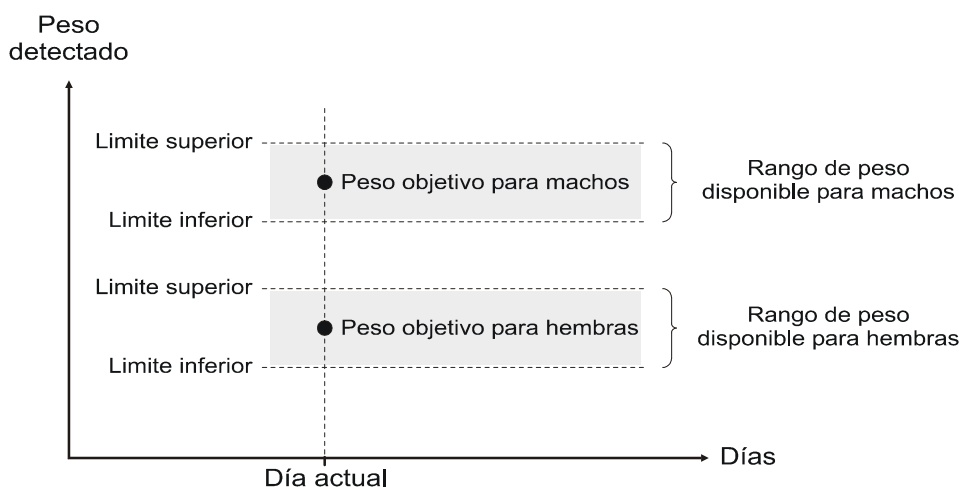 Peso
detectado
Limite superior
Peso objetivo para machos
Limite inferior
Rango de peso
disponible para machos
Limite superior
Peso objetivo para hembras
Limite inferior
Rango de peso
disponible para hembras
Días
Día actual